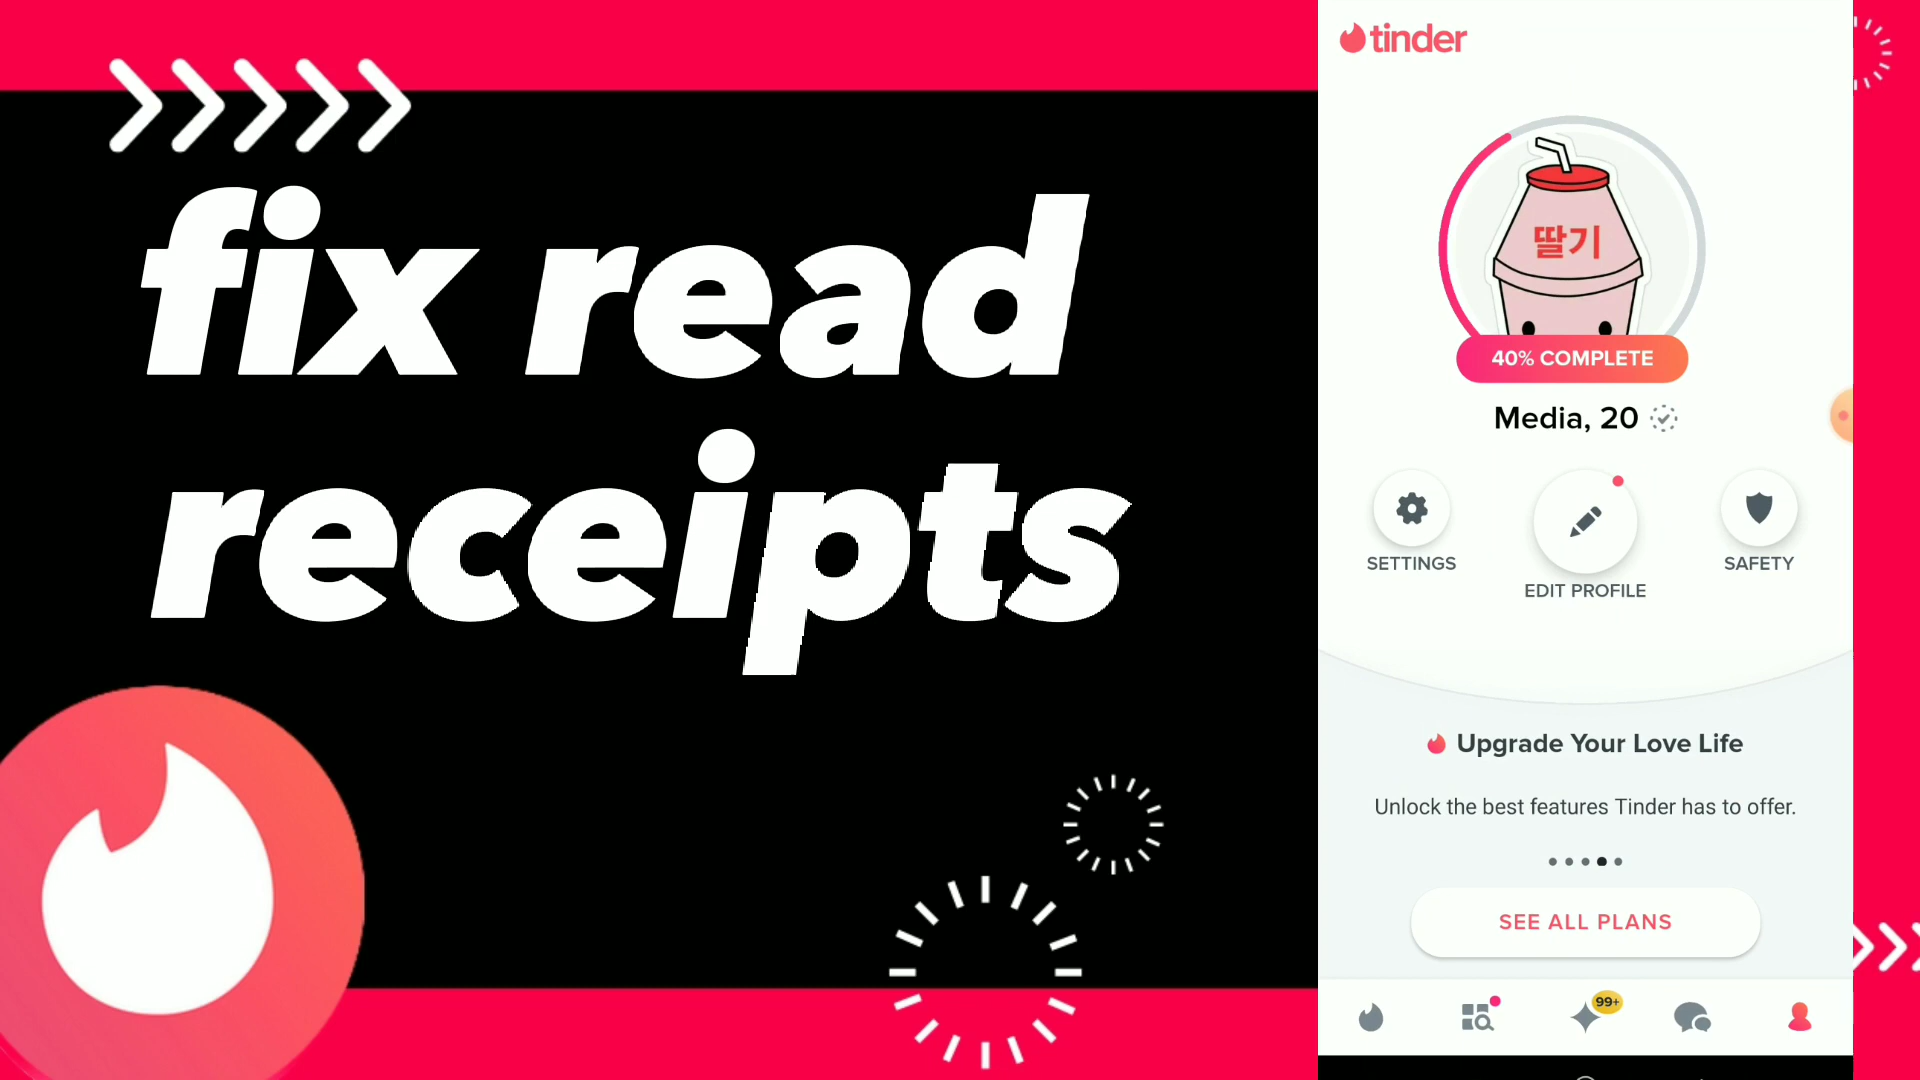 fix read
receipts
tinder
딸기
40% COMPLETE
Media, 20
SETTINGS
EDIT PROFILE
SAFETY
Upgrade Your Love Life
Unlock the best features Tinder has to offer.
SEE ALL PLANS
99+